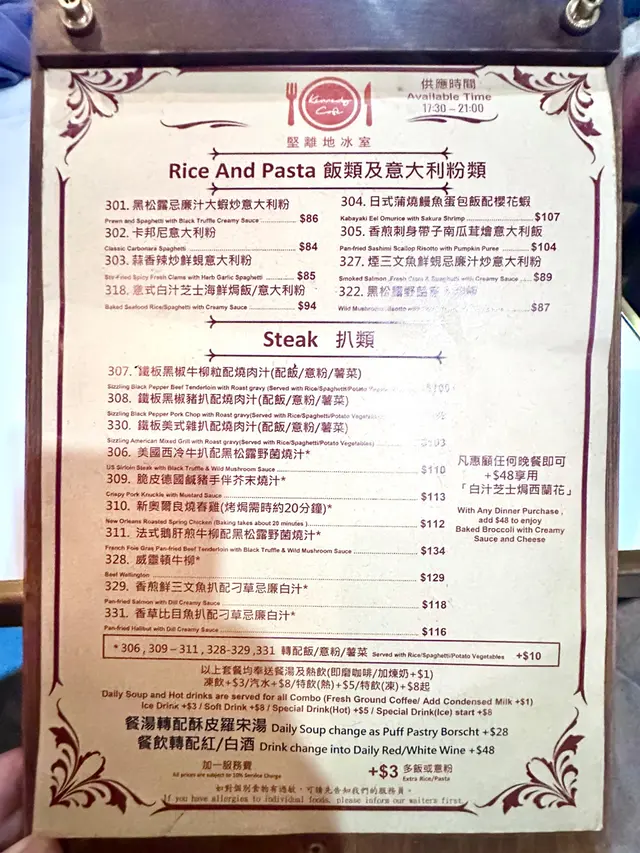 Kennedy Cafe
堅離地冰室
供應時間
Available Time
17:30 – 21:00
Rice And Pasta 飯類及意大利粉類
301. 黑松露忌廉汁大蝦炒意大利粉
Prawn and Spaghetti with Black Truffle Creamy Sauce $86
302. 卡邦尼意大利粉
Classic Carbonara Spaghetti $84
303. 蒜香辣炒鮮蜆意大利粉
Stir-Fried Spicy Fresh Clams with Herb Garlic Spaghetti $85
318. 意式白汁芝士海鮮焗飯/意大利粉
Baked Seafood Rice/Spaghetti with Creamy Sauce $94
304. 日式蒲燒鰻魚蛋包飯配櫻花蝦
Kabayaki Eel Omurice with Sakura Shrimp $107
305. 香煎刺身帶子南瓜茸燴意大利飯
Pan-fried Sashimi Scallop Risotto with Pumpkin Puree $104
327. 煙三文魚鮮蜆忌廉汁炒意大利粉
Smoked Salmon, Fresh Clam & Spaghetti with Creamy Sauce $89
322. 黑松露野菌意
Wild Mushroom Risotto with $87
Steak 扒類
307. 鐵板黑椒牛柳粒配燒肉汁(配飯/意粉/薯菜)
Sizzling Black Pepper Beef Tenderloin with Roast gravy (Served with Rice/Spaghetti/Potato
308. 鐵板黑椒豬扒配燒肉汁(配飯/意粉/薯菜)
Sizzling Black Pepper Pork Chop with Roast gravy(Served with Rice/Spaghetti/Potato
330. 鐵板美式雜扒配燒肉汁(配飯/意粉/薯菜)
Sizzling American Mixed Grill with Roast gravy(Served with Rice/Spaghetti/Potato Vegetables)
306. 美國西冷牛扒配黑松露野菌燒汁*
US Sirloin Steak with Black Truffle & Wild Mushroom Sauce $110
309. 脆皮德國鹹豬手伴芥末燒汁*
Crispy Pork Knuckle with Mustard Sauce $113
310. 新奧爾良燒春雞(烤焗需時約20分鐘)*
New Orleans Roasted Spring Chicken (Baking takes about 20 minutes ) $112
311. 法式鵝肝煎牛柳配黑松露野菌燒汁*
French Foie Gras Pan-fried Beef Tenderloin with Black Truffle & Wild Mushroom Sauce $134
328. 威靈頓牛柳*
Beef Wellington $129
329. 香煎鮮三文魚扒配刁草忌廉白汁*
Pan-fried Salmon with Dill Creamy Sauce $118
331. 香草比目魚扒配刁草忌廉白汁*
Pan-fried Halibut with Dill Creamy Sauce $116
凡惠顧任何晚餐即可
+$48享用
「白汁芝士焗西蘭花」
With Any Dinner Purchase ,
add $48 to enjoy
Baked Broccoli with Creamy
Sauce and Cheese
*306 , 309 – 311 , 328-329 ,331 轉配飯/意粉/薯菜 Served with Rice/Spaghetti/Potato Vegetables +$10
以上套餐均奉送餐湯及熱飲(即磨咖啡/加煉奶+$1)
凍飲+$3/汽水+$8/特飲(熱)+$5/特飲(凍)+$8起
Daily Soup and Hot drinks are served for all Combo (Fresh Ground Coffee/ Add Condensed Milk +$1)
Ice Drink +$3 / Soft Drink +$8 / Special Drink(Hot) +$5 / Special Drink(Ice) start +$8
餐湯轉配酥皮羅宋湯 Daily Soup change as Puff Pastry Borscht +$28
餐飲轉配紅/白酒 Drink change into Daily Red/White Wine +$48
加一服務費
All prices are subject to 10% Service Charge
+$3 多飯或意粉
Extra Rice/Pasta
如對個別食物有過敏，可預先告知我們的服務員。
If you have allergies to individual foods, please inform our waiters first